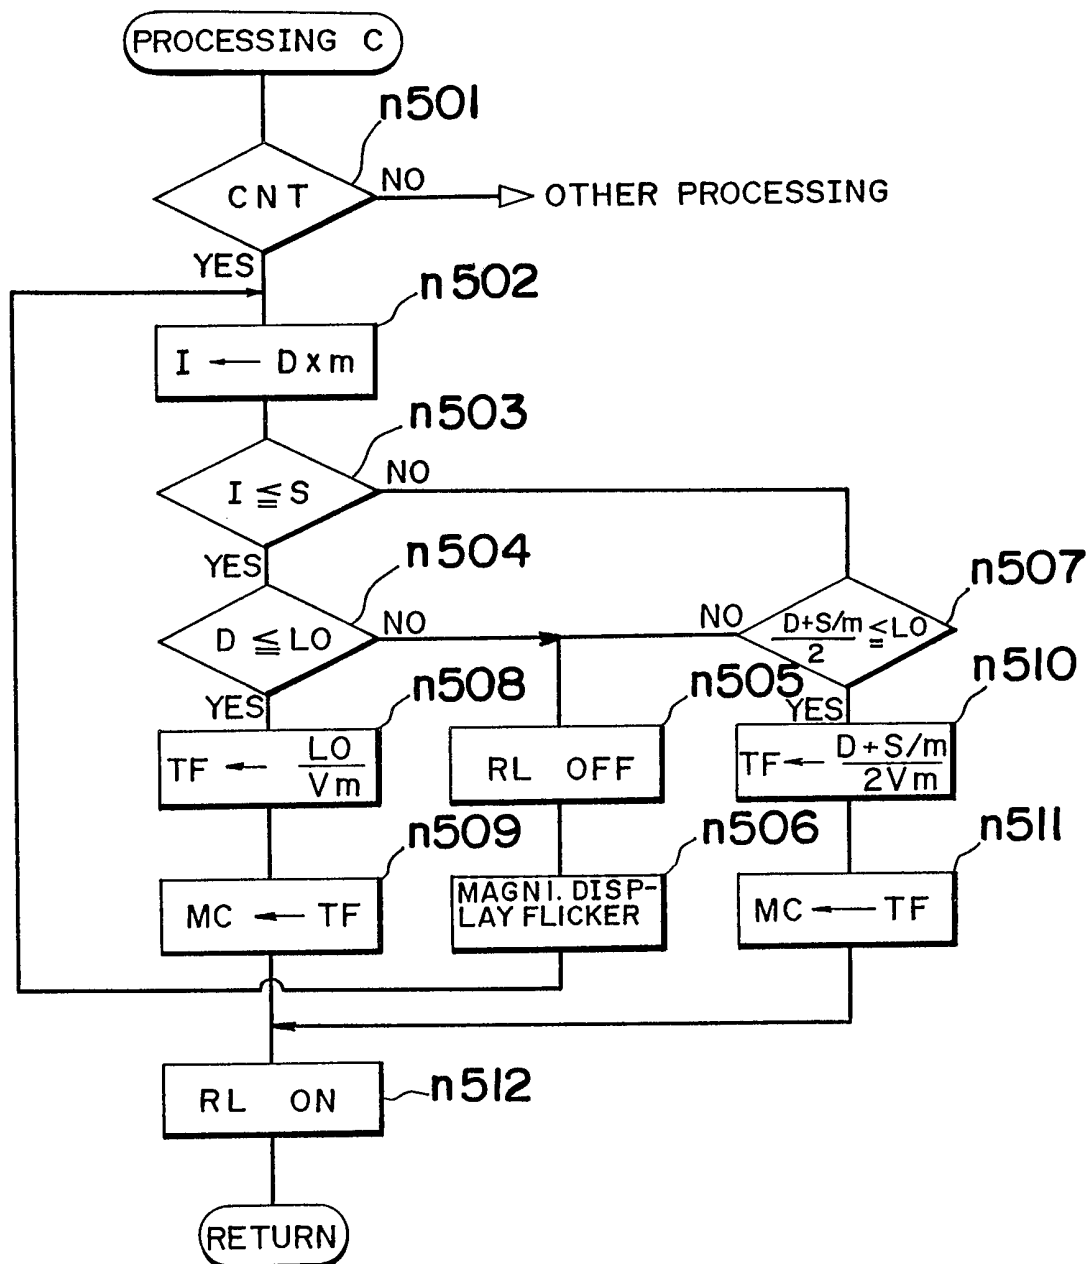 PROCESSING C
n501
CNT
NO
OTHER PROCESSING
YES
n502
I ← D x m
n503
I ≦ S
NO
YES
n504
D ≦ LO
NO
n507
NO
D+S/m ≦ LO
2
YES
n508
TF ← LO
Vm
n505
RL OFF
YES
n510
TF ← D+S/m
2Vm
n509
MC ← TF
n506
MAGNI. DISP-
LAY FLICKER
n511
MC ← TF
n512
RL ON
RETURN